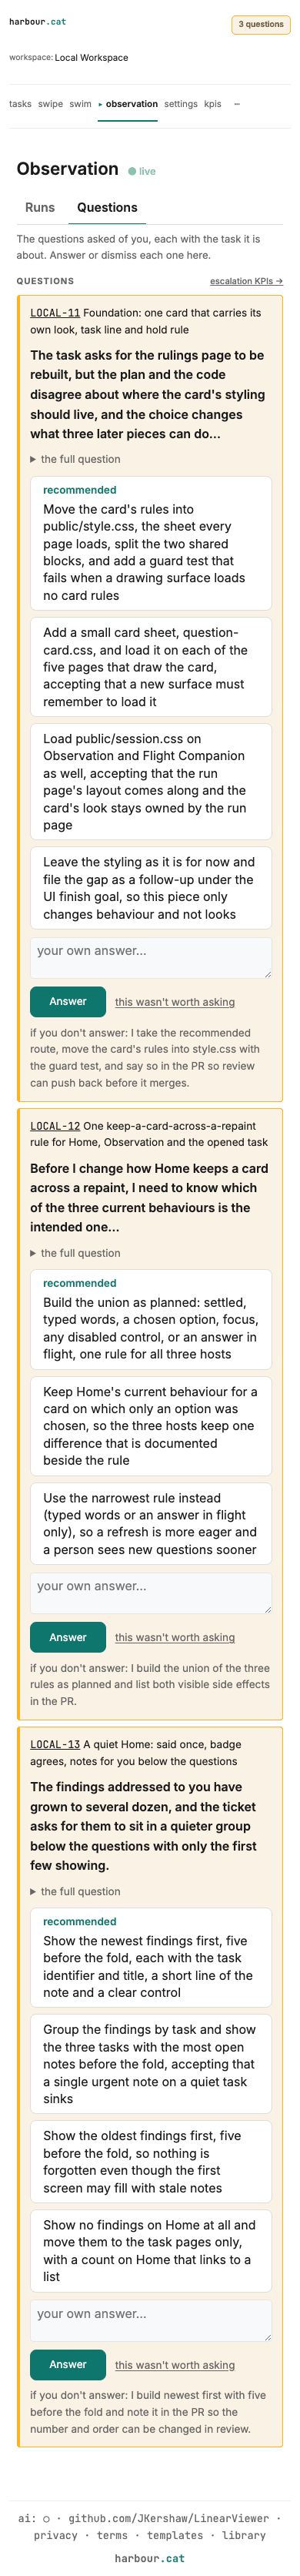 harbour.cat
3 questions
workspace: Local Workspace
tasks swipe swim ▸ observation settings kpis —
Observation live
Runs Questions
The questions asked of you, each with the task it is
about. Answer or dismiss each one here.
QUESTIONS escalation KPIs →
LOCAL-11 Foundation: one card that carries its
own look, task line and hold rule
The task asks for the rulings page to be
rebuilt, but the plan and the code
disagree about where the card's styling
should live, and the choice changes
what three later pieces can do…
▶ the full question
recommended
Move the card's rules into
public/style.css, the sheet every
page loads, split the two shared
blocks, and add a guard test that
fails when a drawing surface loads
no card rules
Add a small card sheet, question-
card.css, and load it on each of the
five pages that draw the card,
accepting that a new surface must
remember to load it
Load public/session.css on
Observation and Flight Companion
as well, accepting that the run
page's layout comes along and the
card's look stays owned by the run
page
Leave the styling as it is for now and
file the gap as a follow-up under the
UI finish goal, so this piece only
changes behaviour and not looks
your own answer...
Answer this wasn't worth asking
if you don't answer: I take the recommended
route, move the card's rules into style.css with
the guard test, and say so in the PR so review
can push back before it merges.
LOCAL-12 One keep-a-card-across-a-repaint
rule for Home, Observation and the opened task
Before I change how Home keeps a card
across a repaint, I need to know which
of the three current behaviours is the
intended one…
▶ the full question
recommended
Build the union as planned: settled,
typed words, a chosen option, focus,
any disabled control, or an answer in
flight, one rule for all three hosts
Keep Home's current behaviour for a
card on which only an option was
chosen, so the three hosts keep one
difference that is documented
beside the rule
Use the narrowest rule instead
(typed words or an answer in flight
only), so a refresh is more eager and
a person sees new questions sooner
your own answer...
Answer this wasn't worth asking
if you don't answer: I build the union of the three
rules as planned and list both visible side effects
in the PR.
LOCAL-13 A quiet Home: said once, badge
agrees, notes for you below the questions
The findings addressed to you have
grown to several dozen, and the ticket
asks for them to sit in a quieter group
below the questions with only the first
few showing.
▶ the full question
recommended
Show the newest findings first, five
before the fold, each with the task
identifier and title, a short line of the
note and a clear control
Group the findings by task and show
the three tasks with the most open
notes before the fold, accepting that
a single urgent note on a quiet task
sinks
Show the oldest findings first, five
before the fold, so nothing is
forgotten even though the first
screen may fill with stale notes
Show no findings on Home at all and
move them to the task pages only,
with a count on Home that links to a
list
your own answer...
Answer this wasn't worth asking
if you don't answer: I build newest first with five
before the fold and note it in the PR so the
number and order can be changed in review.
ai: ○ · github.com/JKershaw/LinearViewer ·
privacy · terms · templates · library
harbour.cat